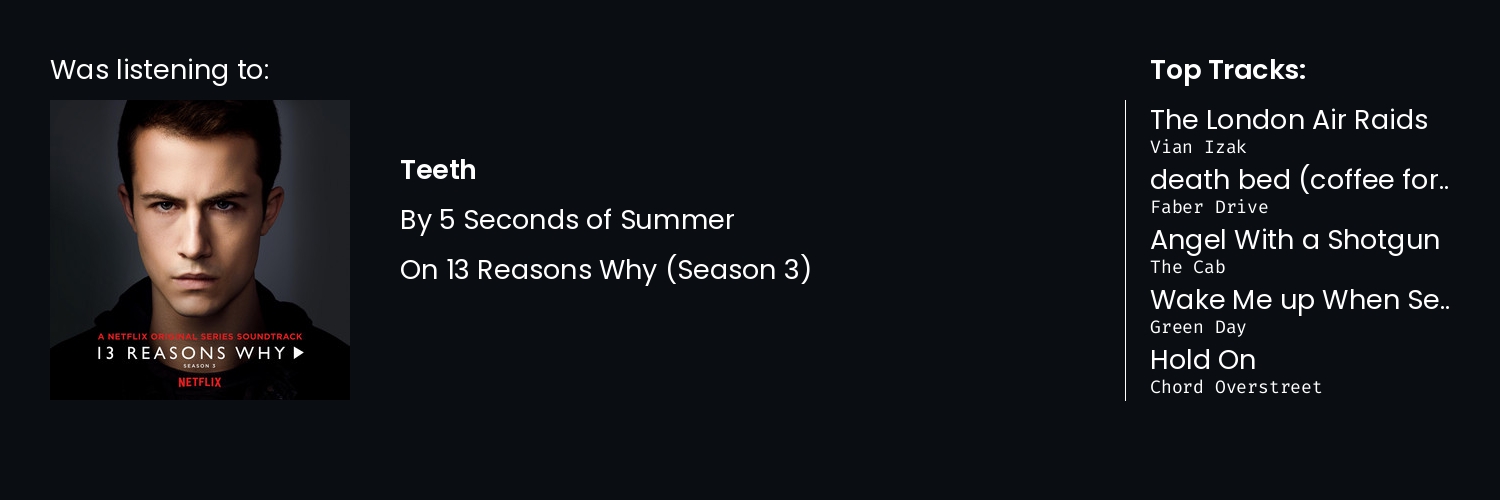 Was listening to:
A NETFLIX ORIGINAL SERIES SOUNDTRACK
13 REASONS WHY
SEASON 3
NETFLIX
Teeth
By 5 Seconds of Summer
On 13 Reasons Why (Season 3)
Top Tracks:
The London Air Raids
Vian Izak
death bed (coffee for..
Faber Drive
Angel With a Shotgun
The Cab
Wake Me up When Se..
Green Day
Hold On
Chord Overstreet